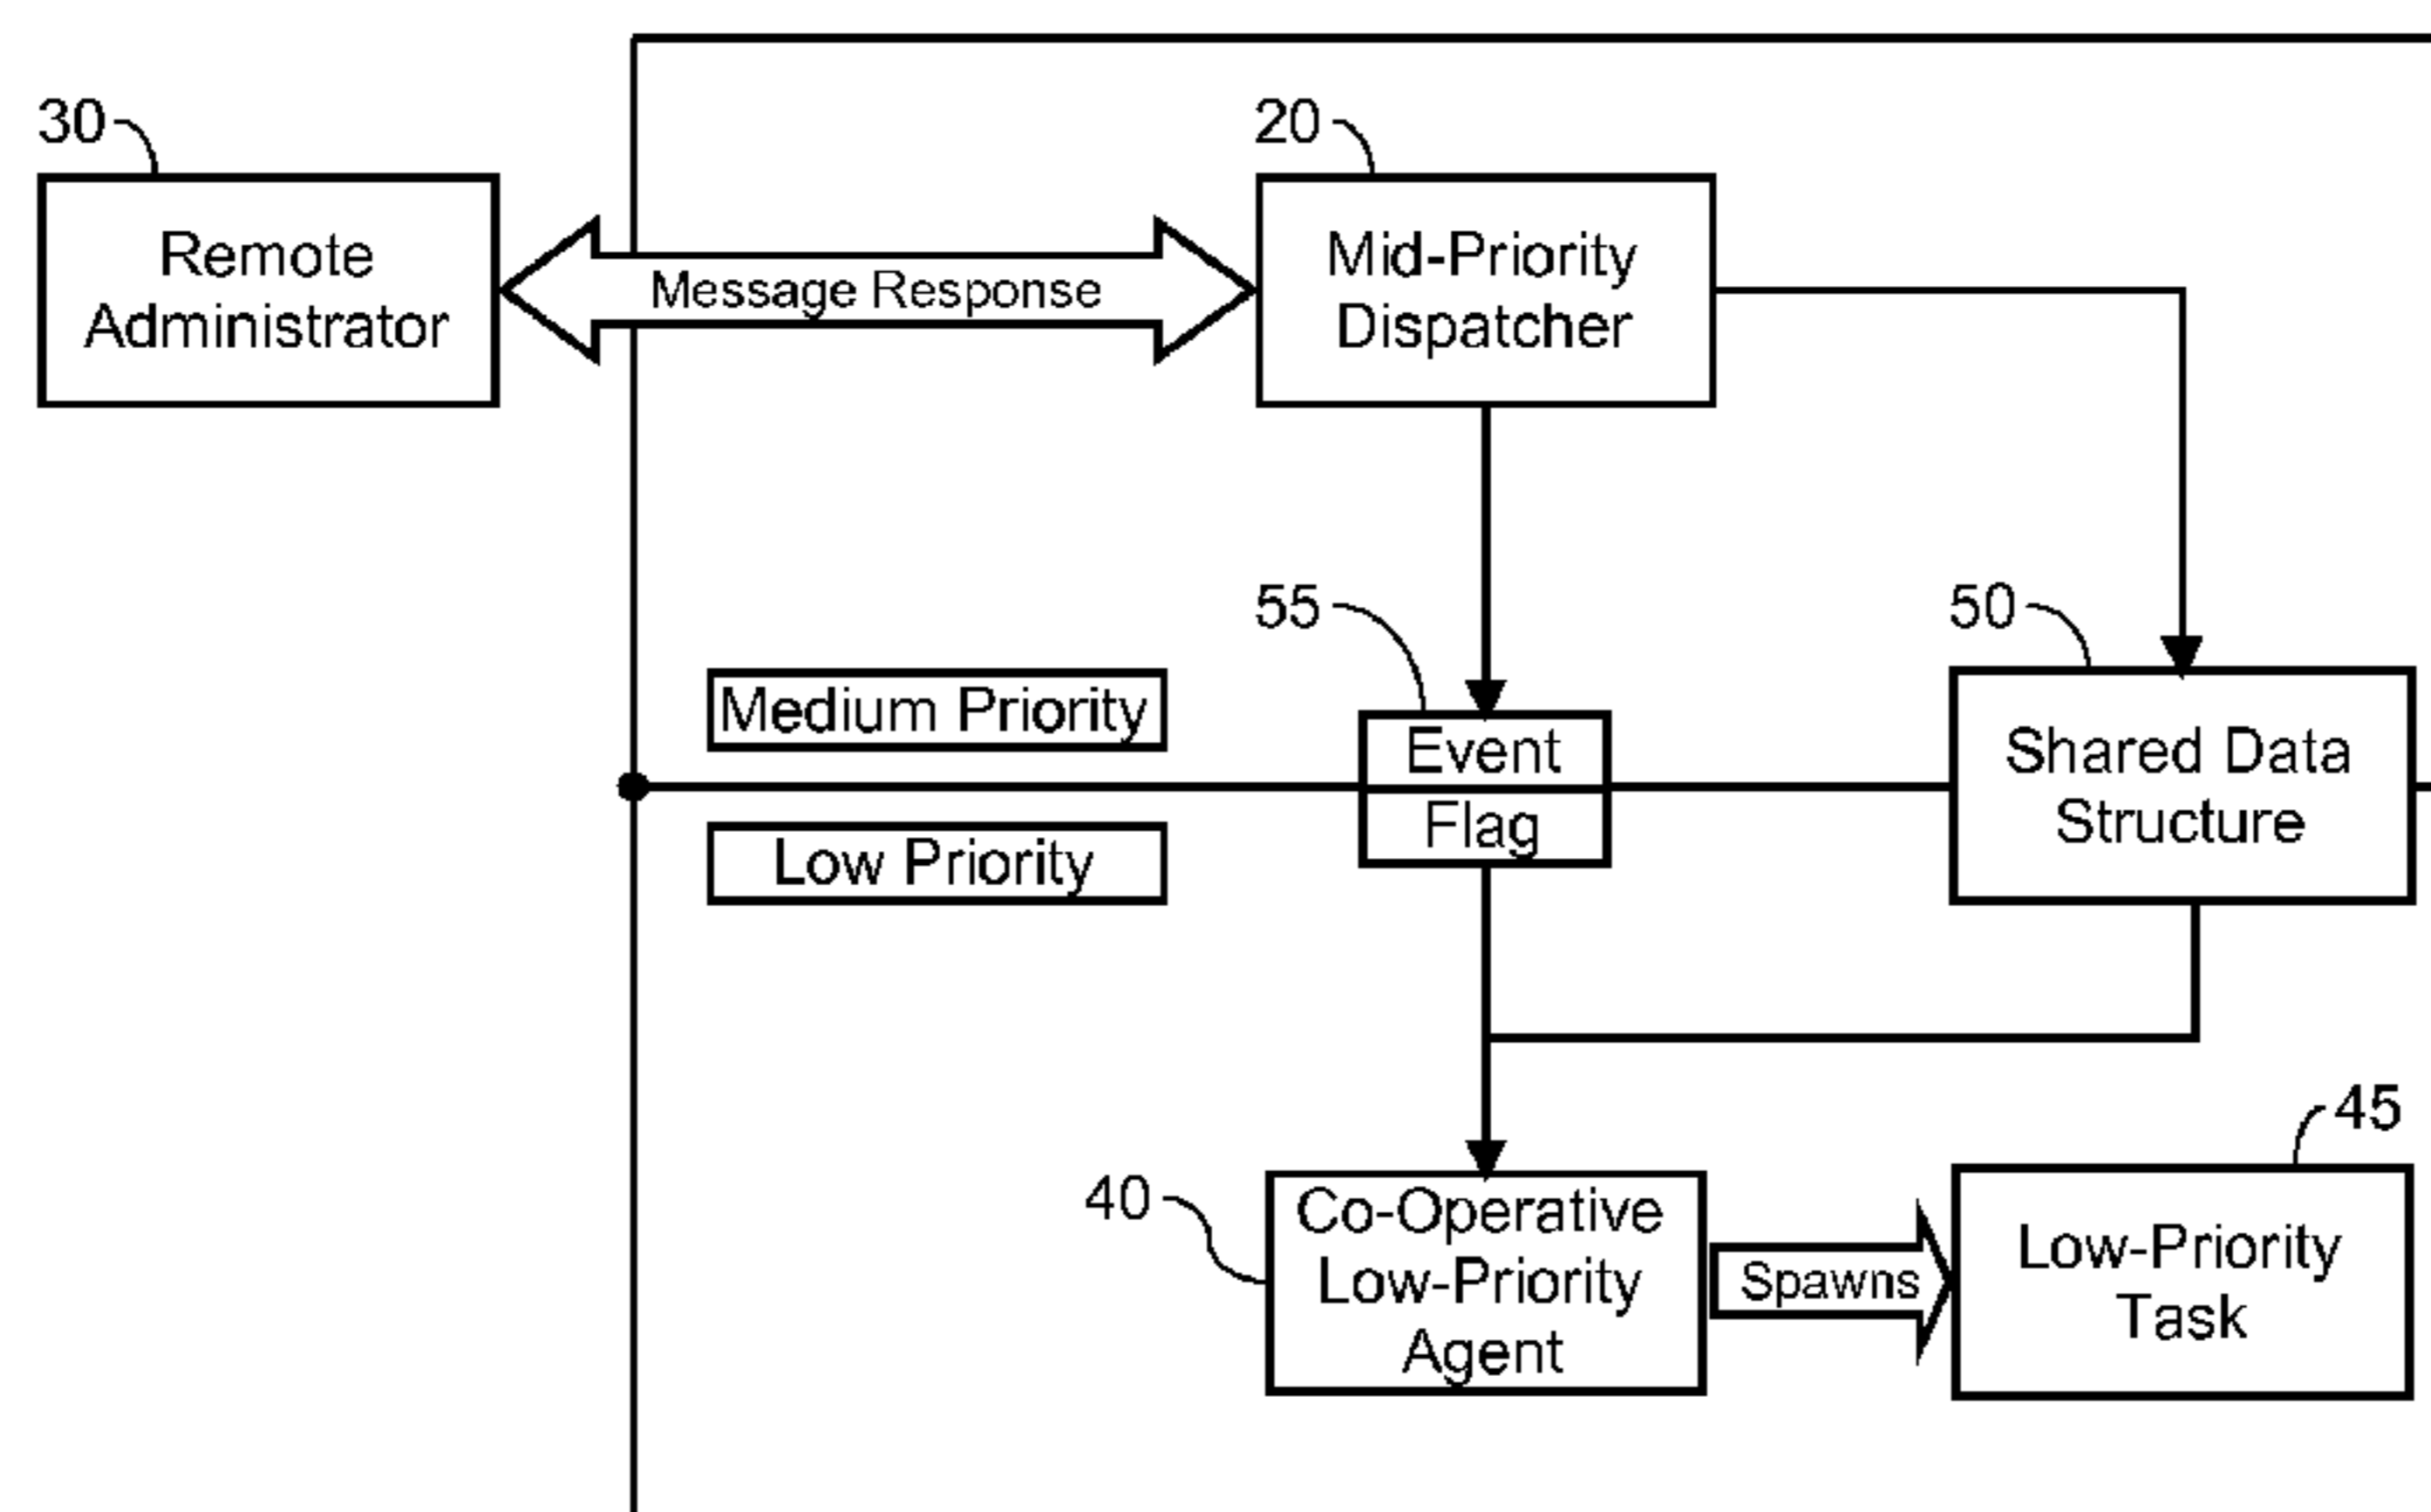 30
20
Remote
Administrator
Message Response
Mid-Priority
Dispatcher
55
50
Medium Priority
Event
Flag
Shared Data
Structure
Low Priority
45
40
Co-Operative
Low-Priority
Agent
Spawns
Low-Priority
Task